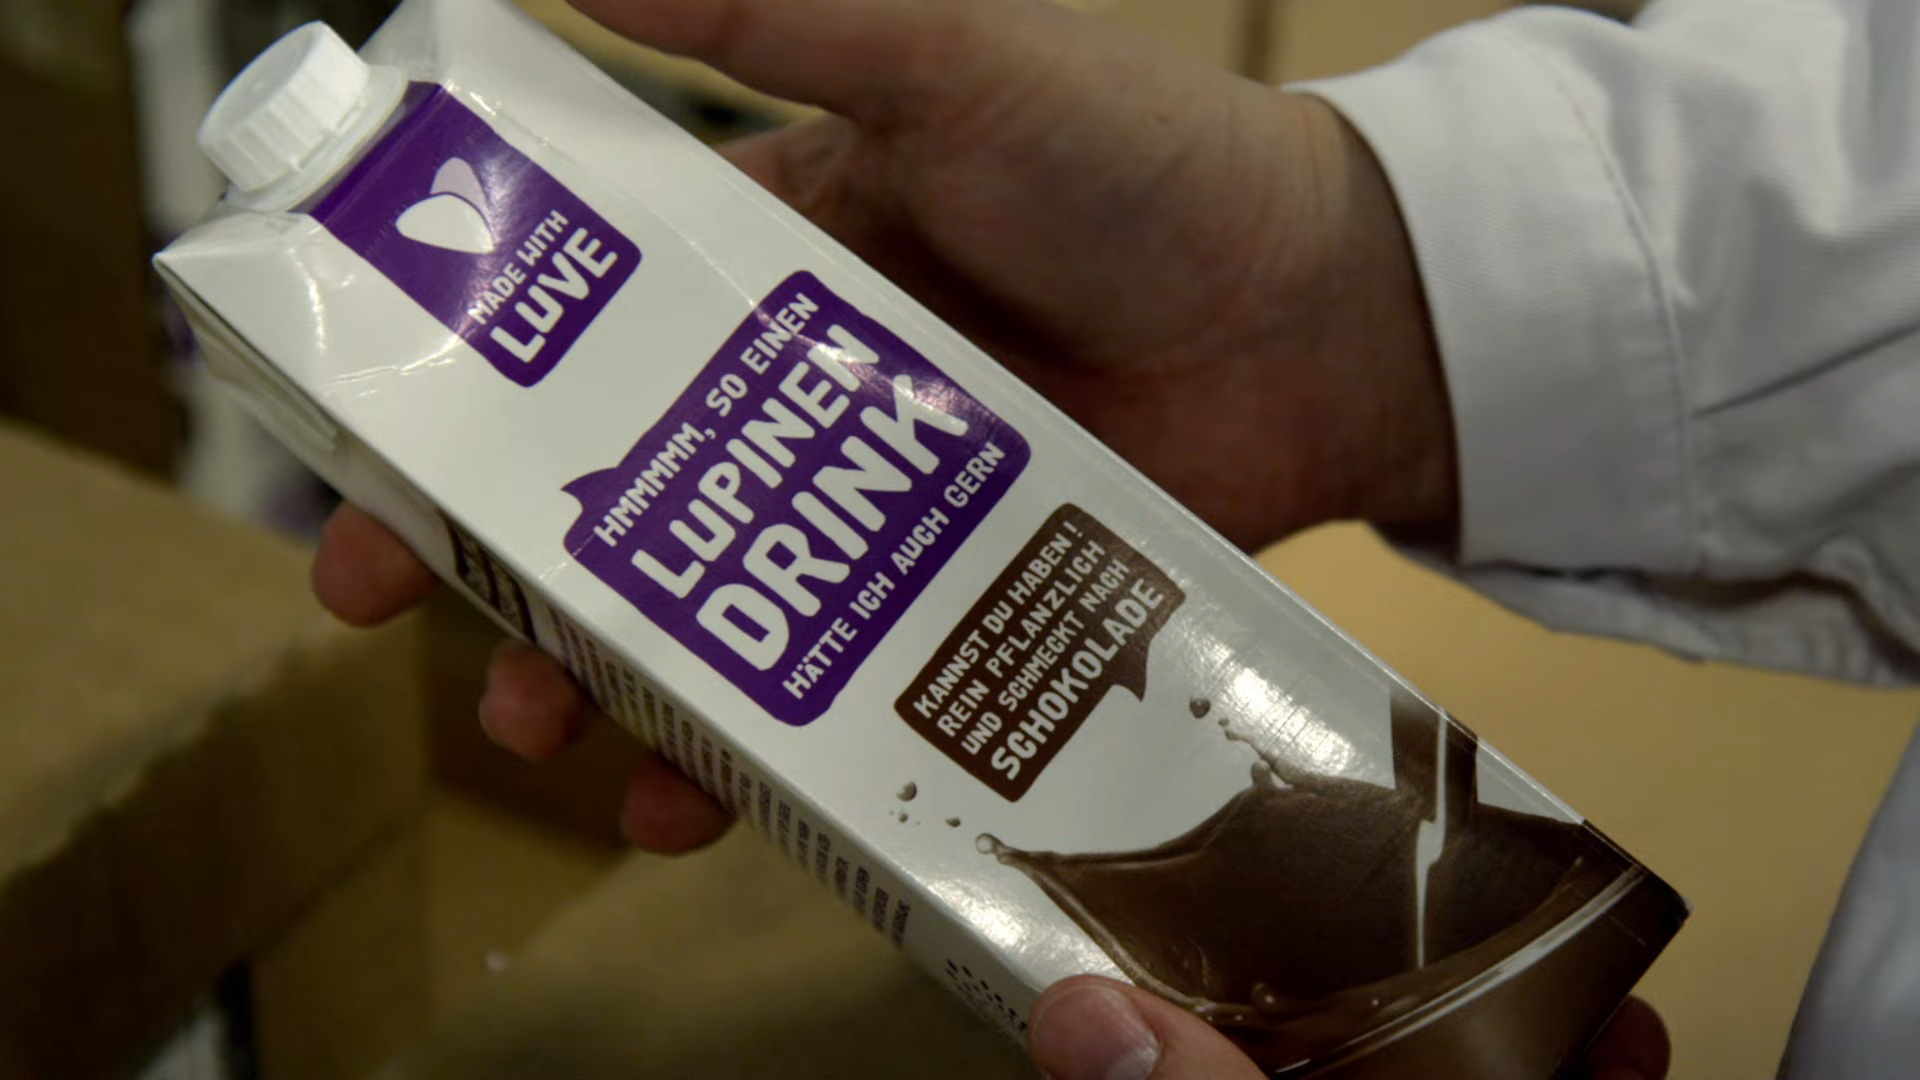 MADE WITH
LUVE
HMMMMM, SO EINEN
LUPINEN
DRINK
HÄTTE ICH AUCH GERN
KANNST DU HABEN!
REIN PFLANZLICH
UND SCHMECKT NACH
SCHOKOLADE